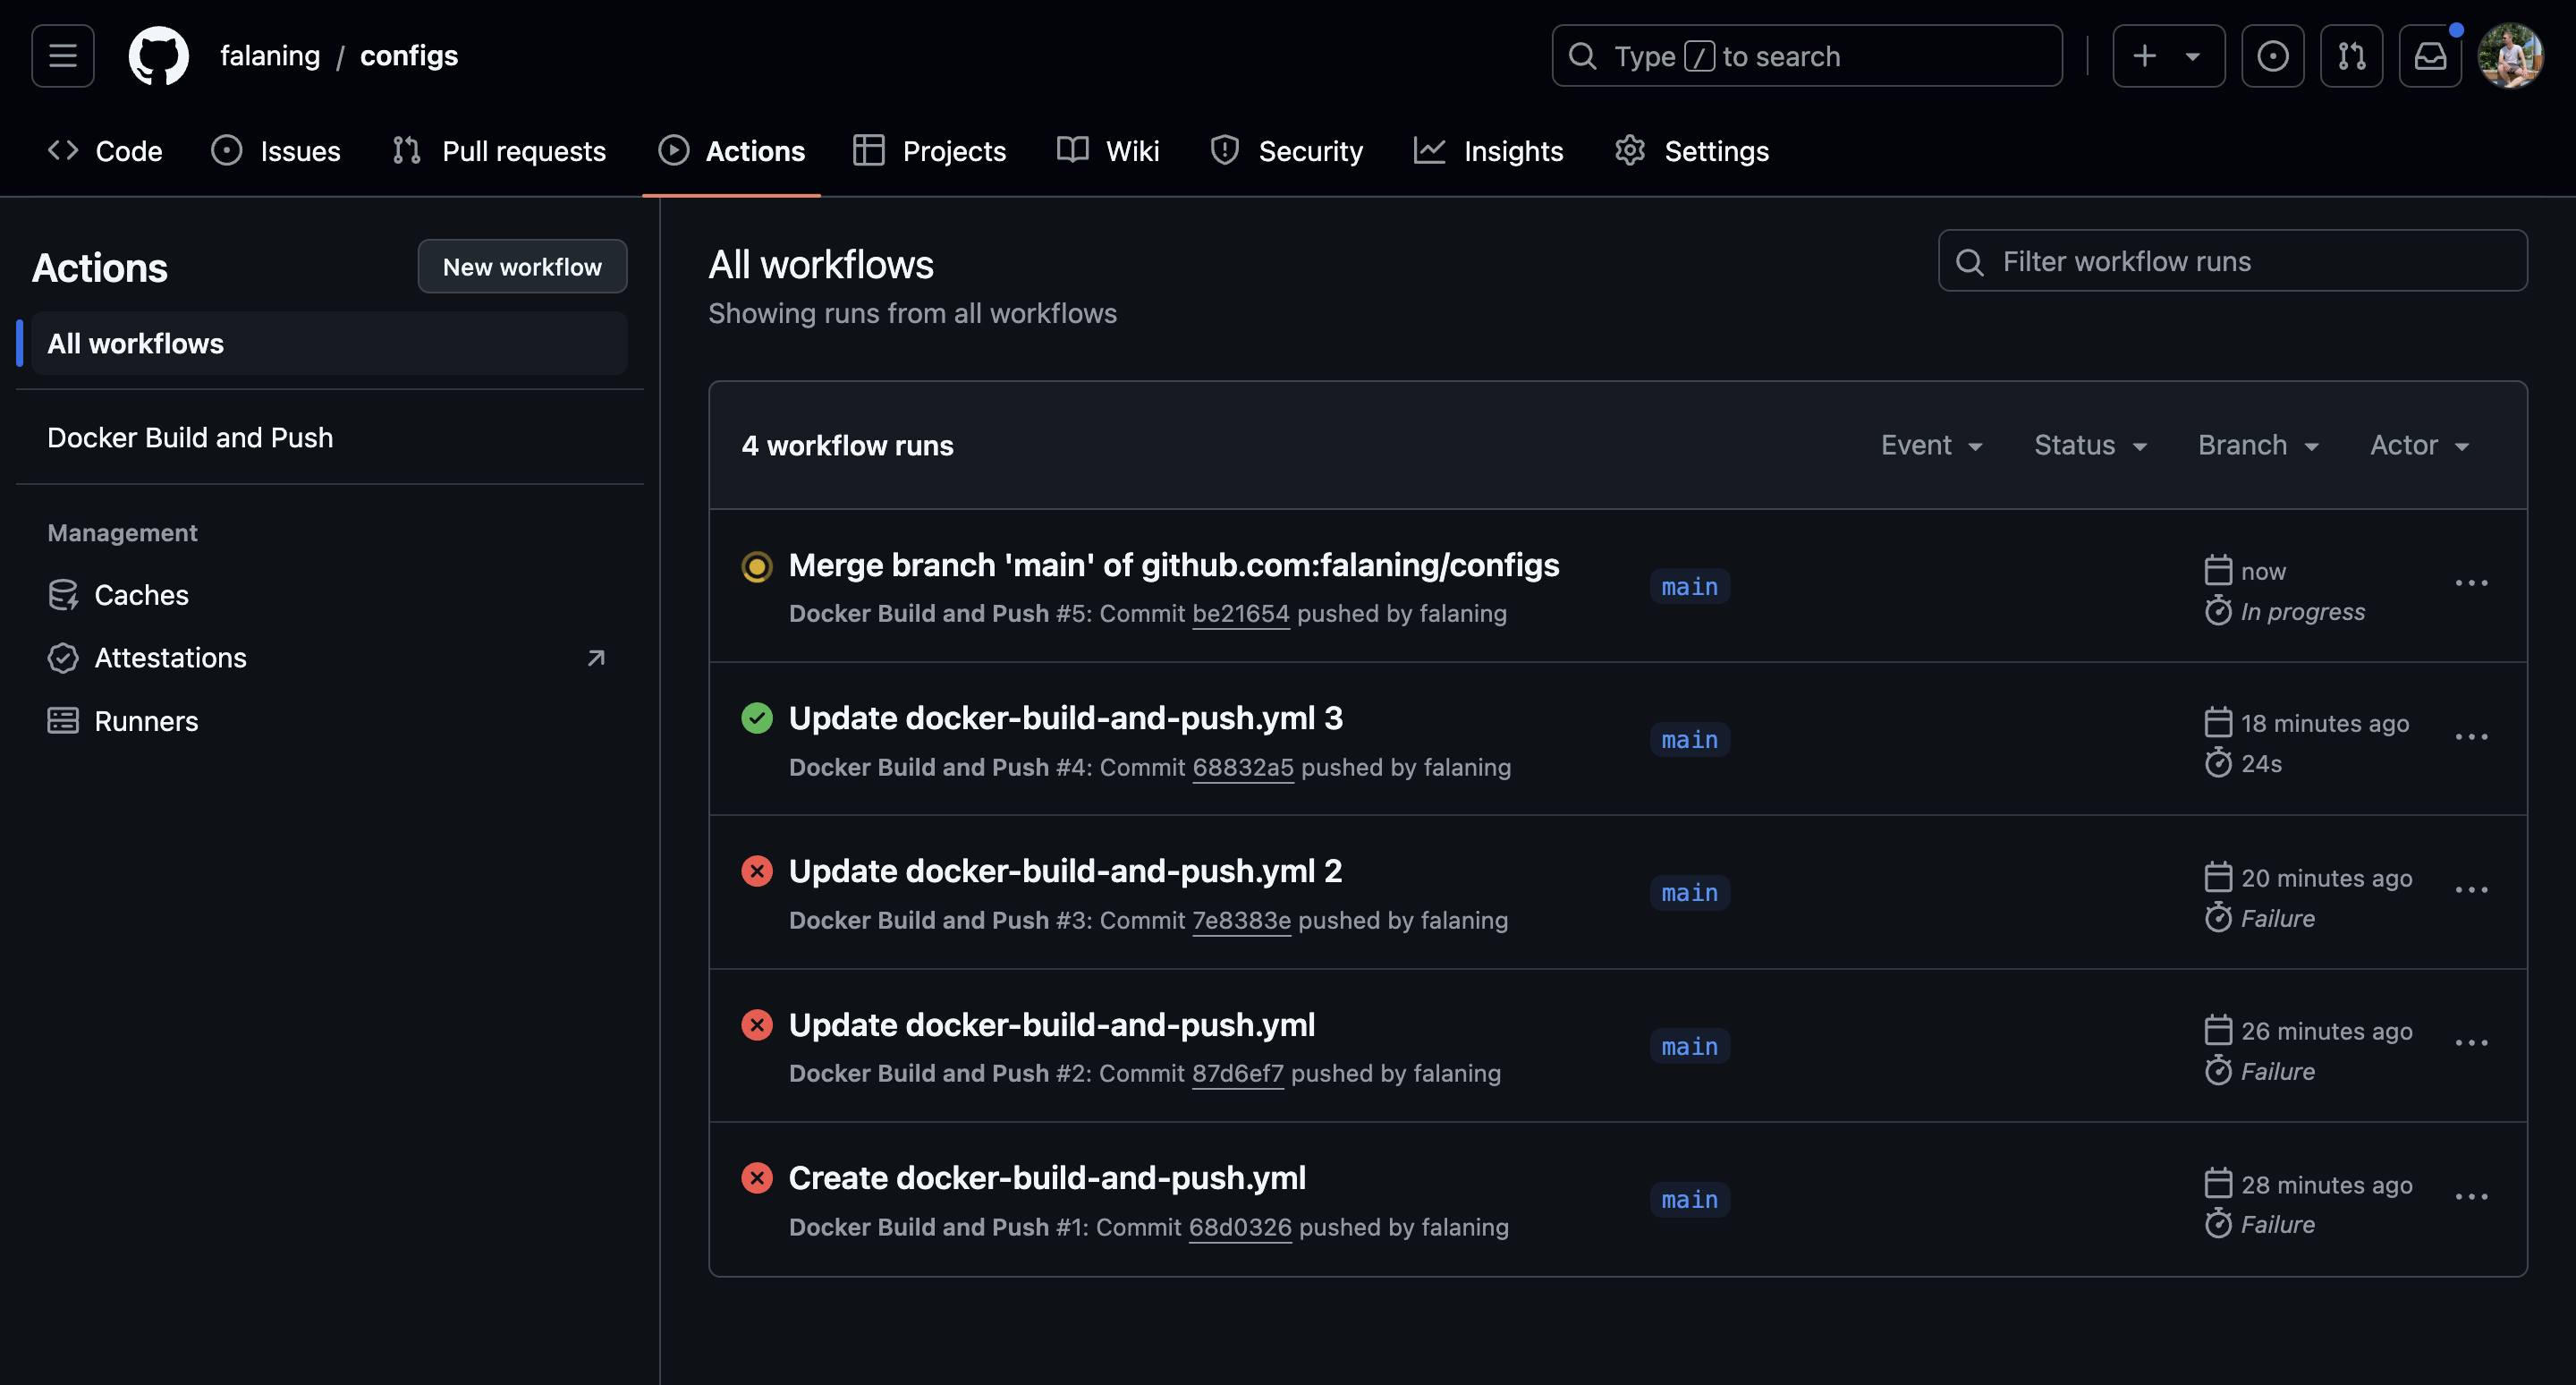 falaning / configs
Type / to search
Code Issues Pull requests Actions Projects Wiki Security Insights Settings
Actions
New workflow
All workflows
Docker Build and Push
Management
Caches
Attestations
Runners
All workflows
Showing runs from all workflows
Filter workflow runs
4 workflow runs
Event Status Branch Actor
Merge branch 'main' of github.com:falaning/configs
Docker Build and Push #5: Commit be21654 pushed by falaning
main
now
In progress
Update docker-build-and-push.yml 3
Docker Build and Push #4: Commit 68832a5 pushed by falaning
main
18 minutes ago
24s
Update docker-build-and-push.yml 2
Docker Build and Push #3: Commit 7e8383e pushed by falaning
main
20 minutes ago
Failure
Update docker-build-and-push.yml
Docker Build and Push #2: Commit 87d6ef7 pushed by falaning
main
26 minutes ago
Failure
Create docker-build-and-push.yml
Docker Build and Push #1: Commit 68d0326 pushed by falaning
main
28 minutes ago
Failure